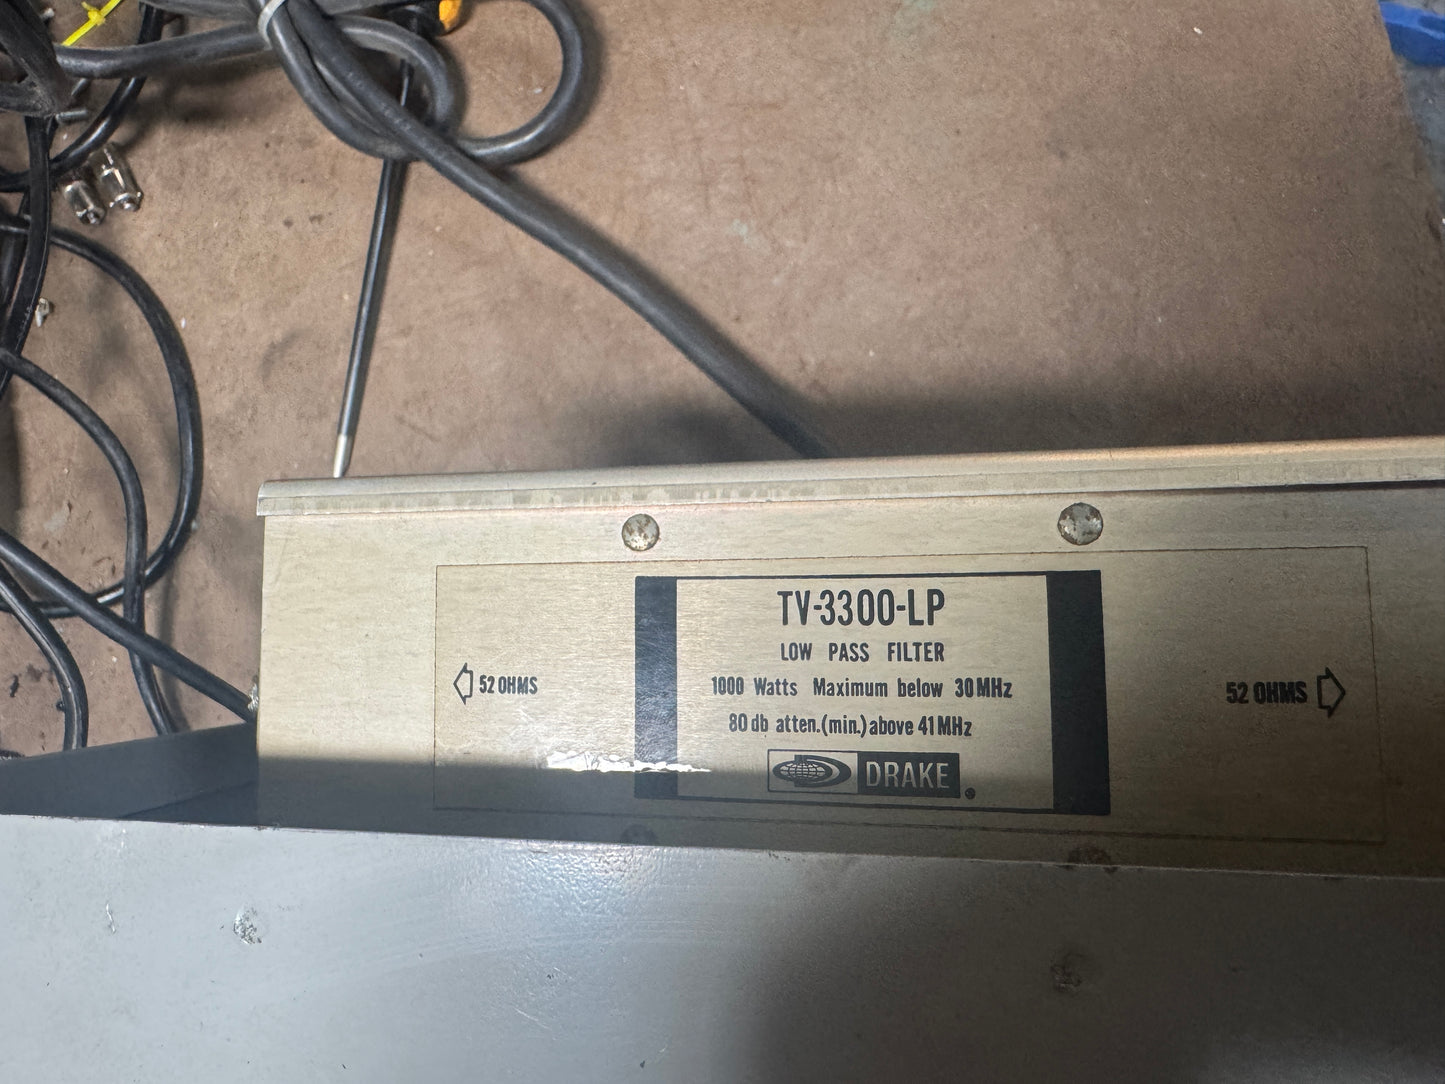 TV-3300-LP
LOW PASS FILTER
52 OHMS
1000 Watts Maximum below 30 MHz
52 OHMS
80 db atten.(min.) above 41 MHz
DRAKE